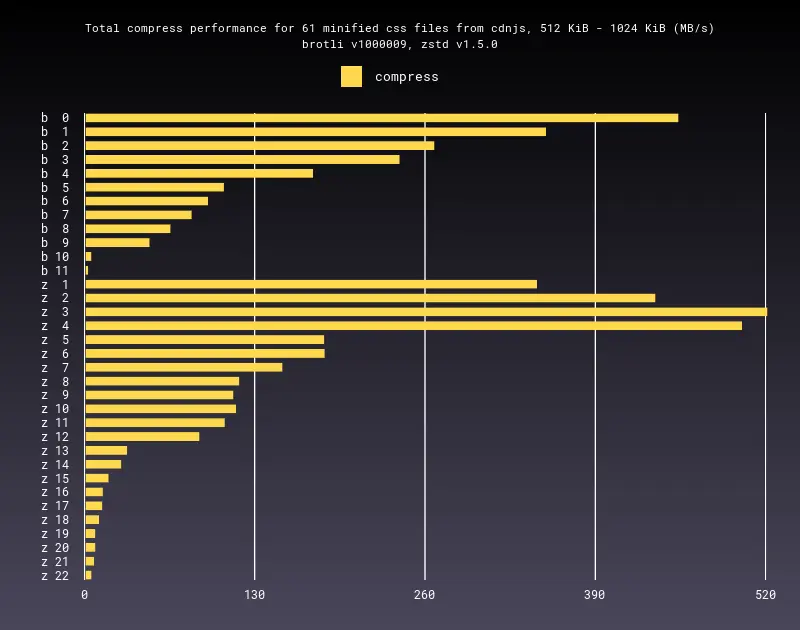 Total compress performance for 61 minified css files from cdnjs, 512 KiB - 1024 KiB (MB/s)
brotli v1000009, zstd v1.5.0
compress
b 0
b 1
b 2
b 3
b 4
b 5
b 6
b 7
b 8
b 9
b 10
b 11
z 1
z 2
z 3
z 4
z 5
z 6
z 7
z 8
z 9
z 10
z 11
z 12
z 13
z 14
z 15
z 16
z 17
z 18
z 19
z 20
z 21
z 22
0 130 260 390 520